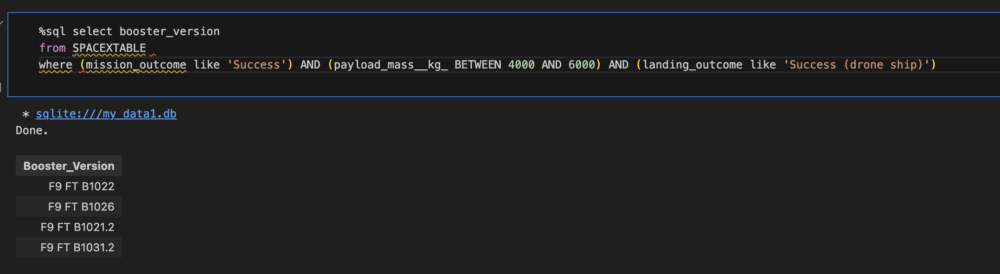 %sql select booster_version
from SPACEXTABLE
where (mission_outcome like 'Success') AND (payload_mass__kg_ BETWEEN 4000 AND 6000) AND (landing_outcome like 'Success (drone ship)')
* sqlite:///my_data1.db
Done.
Booster_Version
F9 FT B1022
F9 FT B1026
F9 FT B1021.2
F9 FT B1031.2